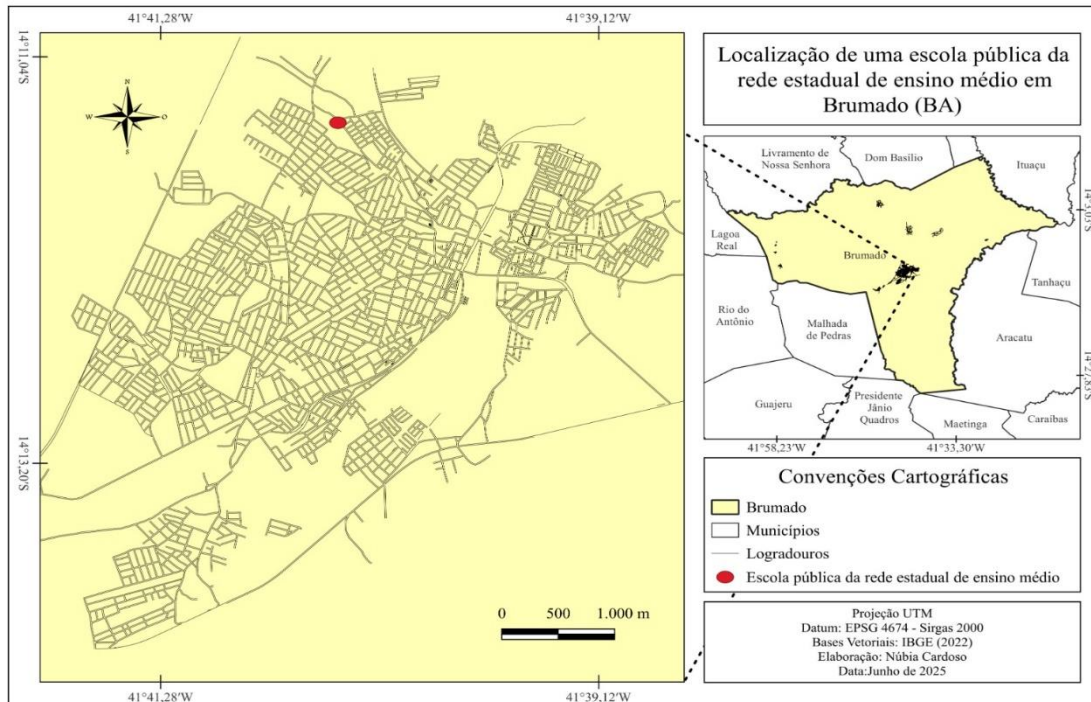 41°41,28'W
41°39,12'W
14°11,04'S
N
W
O
S
14°13,20'S
0 500 1.000 m
41°41,28'W
41°39,12'W
Localização de uma escola pública da
rede estadual de ensino médio em
Brumado (BA)
Livramento de
Nossa Senhora
Dom Basílio
Ituaçu
Lagoa
Real
Brumado
Tanhaçu
Rio do
Antônio
Malhada
de Pedras
Aracatu
Guajeru
Presidente
Jânio
Quadros
Maetinga
Caraíbas
41°58,23'W
41°33,30'W
Convenções Cartográficas
Brumado
Municípios
Logradouros
Escola pública da rede estadual de ensino médio
Projeção UTM
Datum: EPSG 4674 - Sirgas 2000
Bases Vetoriais: IBGE (2022)
Elaboração: Núbia Cardoso
Data:Junho de 2025